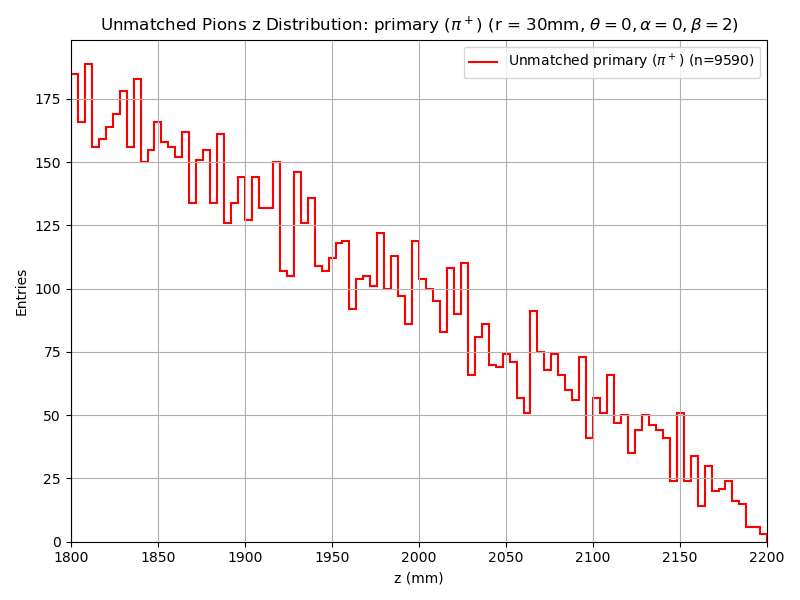 Unmatched Pions z Distribution: primary (π⁺) (r = 30mm, θ = 0, α = 0, β = 2)
Unmatched primary (π⁺) (n=9590)
175
150
125
100
75
50
25
0
Entries
1800 1850 1900 1950 2000 2050 2100 2150 2200
z (mm)